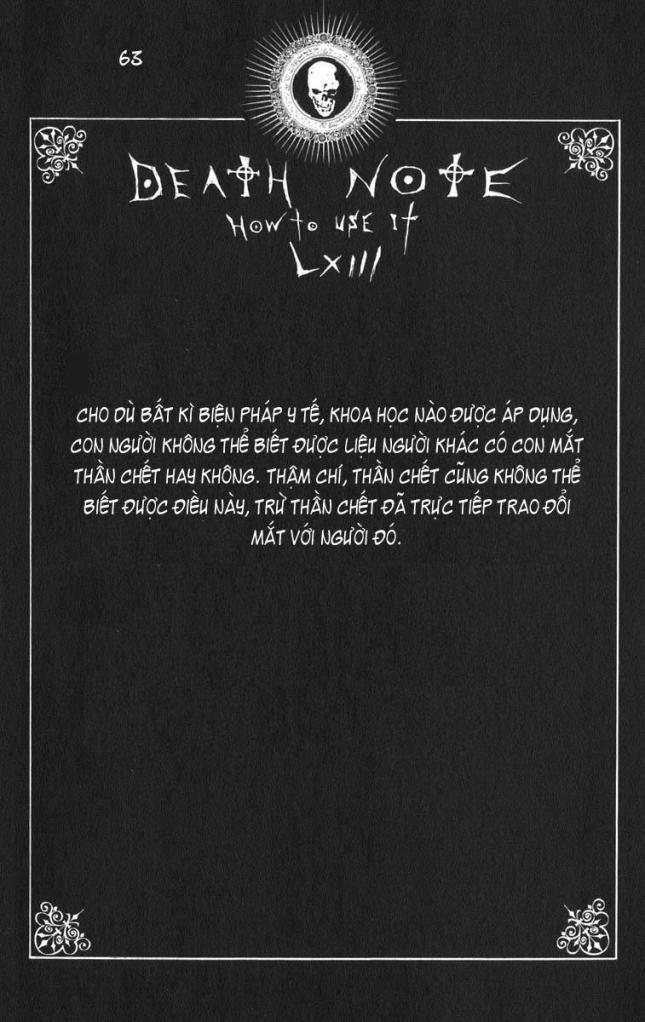 63
DEATH NOTE
HOW TO USE IT
LXIII
CHO DÙ BẤT KÌ BIỆN PHÁP Y TẾ, KHOA HỌC NÀO ĐƯỢC ÁP DỤNG,
CON NGƯỜI KHÔNG THỂ BIẾT ĐƯỢC LIỆU NGƯỜI KHÁC CÓ CON MẮT
THẦN CHẾT HAY KHÔNG. THẬM CHÍ, THẦN CHẾT CŨNG KHÔNG THỂ
BIẾT ĐƯỢC ĐIỀU NÀY, TRỪ THẦN CHẾT ĐÃ TRỰC TIẾP TRAO ĐỔI
MẮT VỚI NGƯỜI ĐÓ.